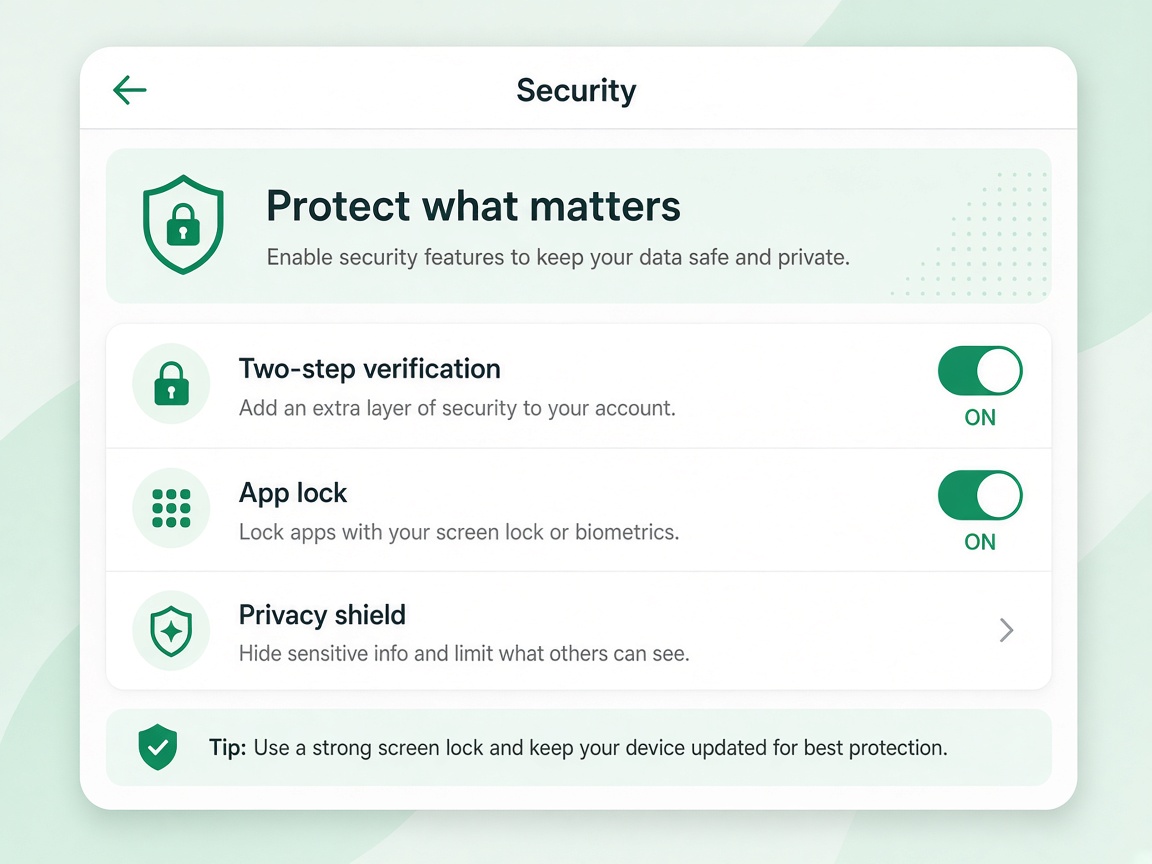 Security
Protect what matters
Enable security features to keep your data safe and private.
Two-step verification
Add an extra layer of security to your account.
ON
App lock
Lock apps with your screen lock or biometrics.
ON
Privacy shield
Hide sensitive info and limit what others can see.
Tip: Use a strong screen lock and keep your device updated for best protection.